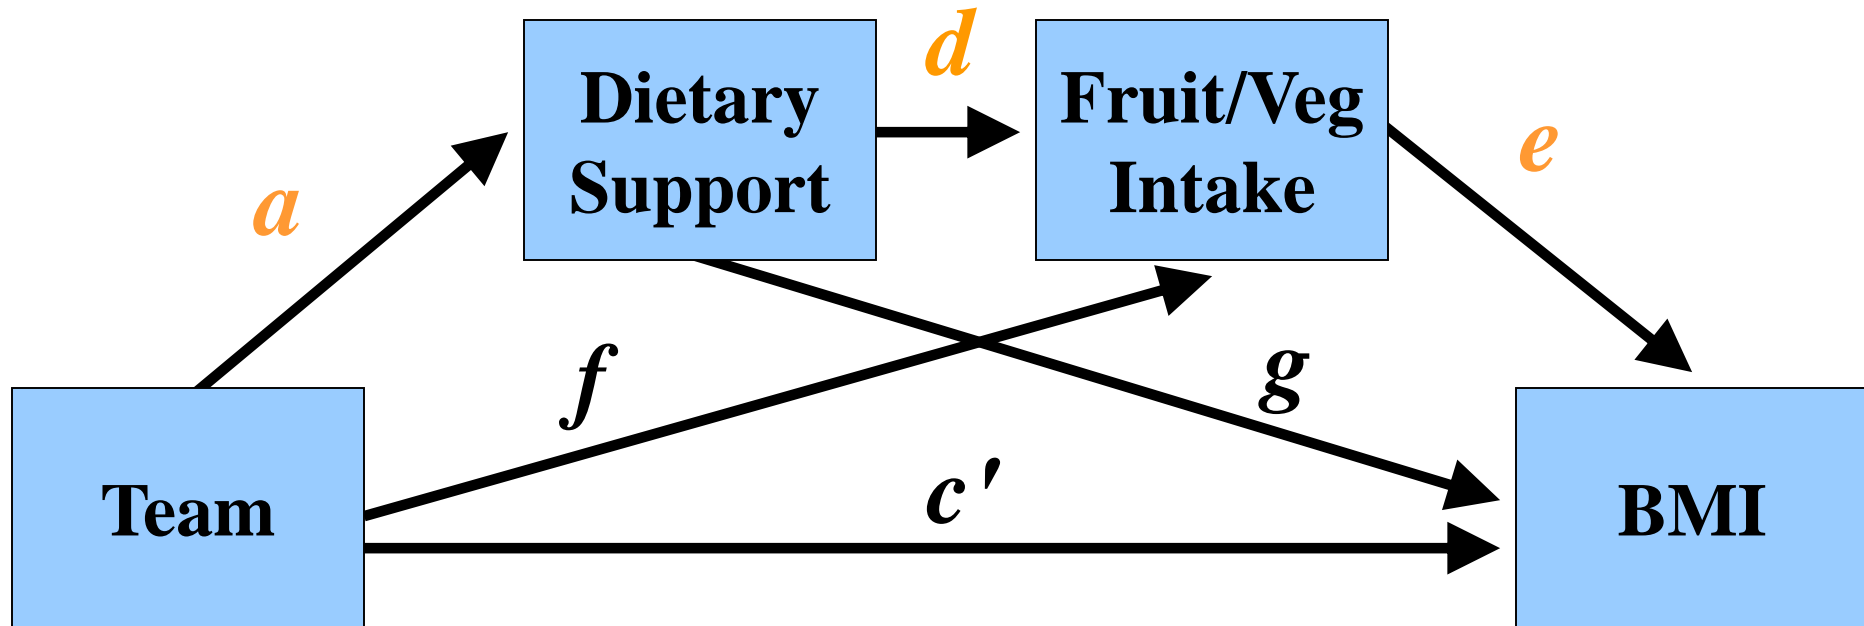 d
Dietary
Support
Fruit/Veg
Intake
e
a
f
g
c'
Team
BMI